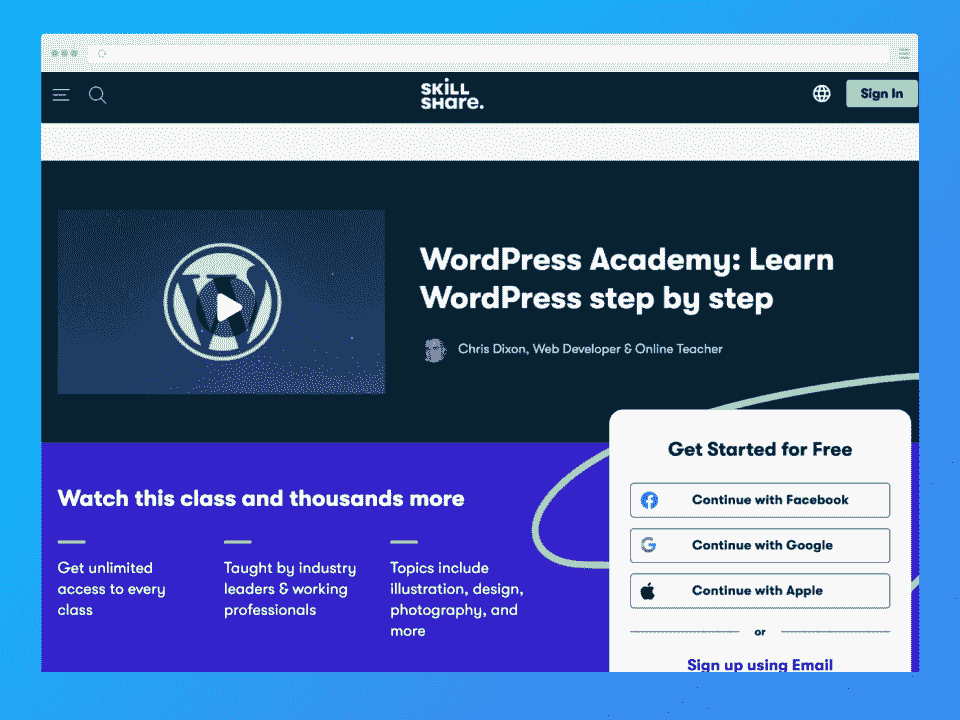 SKILL
SHARE.
Sign In
WordPress Academy: Learn
WordPress step by step
Chris Dixon, Web Developer & Online Teacher
Get Started for Free
Continue with Facebook
Continue with Google
Continue with Apple
or
Sign up using Email
Watch this class and thousands more
Get unlimited
access to every
class
Taught by industry
leaders & working
professionals
Topics include
illustration, design,
photography, and
more